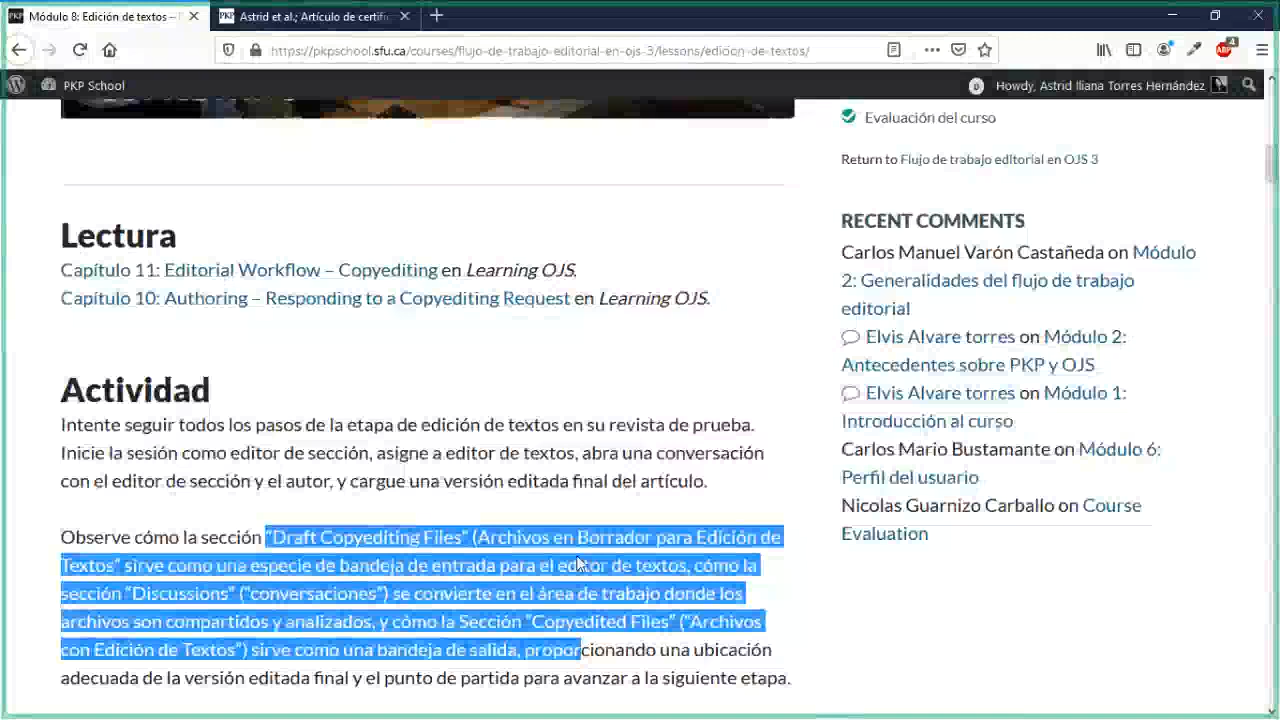 Módulo 8: Edición de textos –
Astrid et al.; Artículo de certifi
https://pkpschool.sfu.ca/courses/flujo-de-trabajo-editorial-en-ojs-3/lessons/edicion-de-textos/
PKP School
0
Howdy, Astrid Iliana Torres Hernández
Lectura
Capítulo 11: Editorial Workflow – Copyediting en Learning OJS.
Capítulo 10: Authoring – Responding to a Copyediting Request en Learning OJS.
Actividad
Intente seguir todos los pasos de la etapa de edición de textos en su revista de prueba.
Inicie la sesión como editor de sección, asigne a editor de textos, abra una conversación
con el editor de sección y el autor, y cargue una versión editada final del artículo.
Observe cómo la sección “Draft Copyediting Files” (Archivos en Borrador para Edición de
Textos” sirve como una especie de bandeja de entrada para el editor de textos, cómo la
sección “Discussions” (“conversaciones”) se convierte en el área de trabajo donde los
archivos son compartidos y analizados, y cómo la Sección “Copyedited Files” (“Archivos
con Edición de Textos”) sirve como una bandeja de salida, proporcionando una ubicación
adecuada de la versión editada final y el punto de partida para avanzar a la siguiente etapa.
Evaluación del curso
Return to Flujo de trabajo editorial en OJS 3
RECENT COMMENTS
Carlos Manuel Varón Castañeda on Módulo
2: Generalidades del flujo de trabajo
editorial
Elvis Alvare torres on Módulo 2:
Antecedentes sobre PKP y OJS
Elvis Alvare torres on Módulo 1:
Introducción al curso
Carlos Mario Bustamante on Módulo 6:
Perfil del usuario
Nicolas Guarnizo Carballo on Course
Evaluation